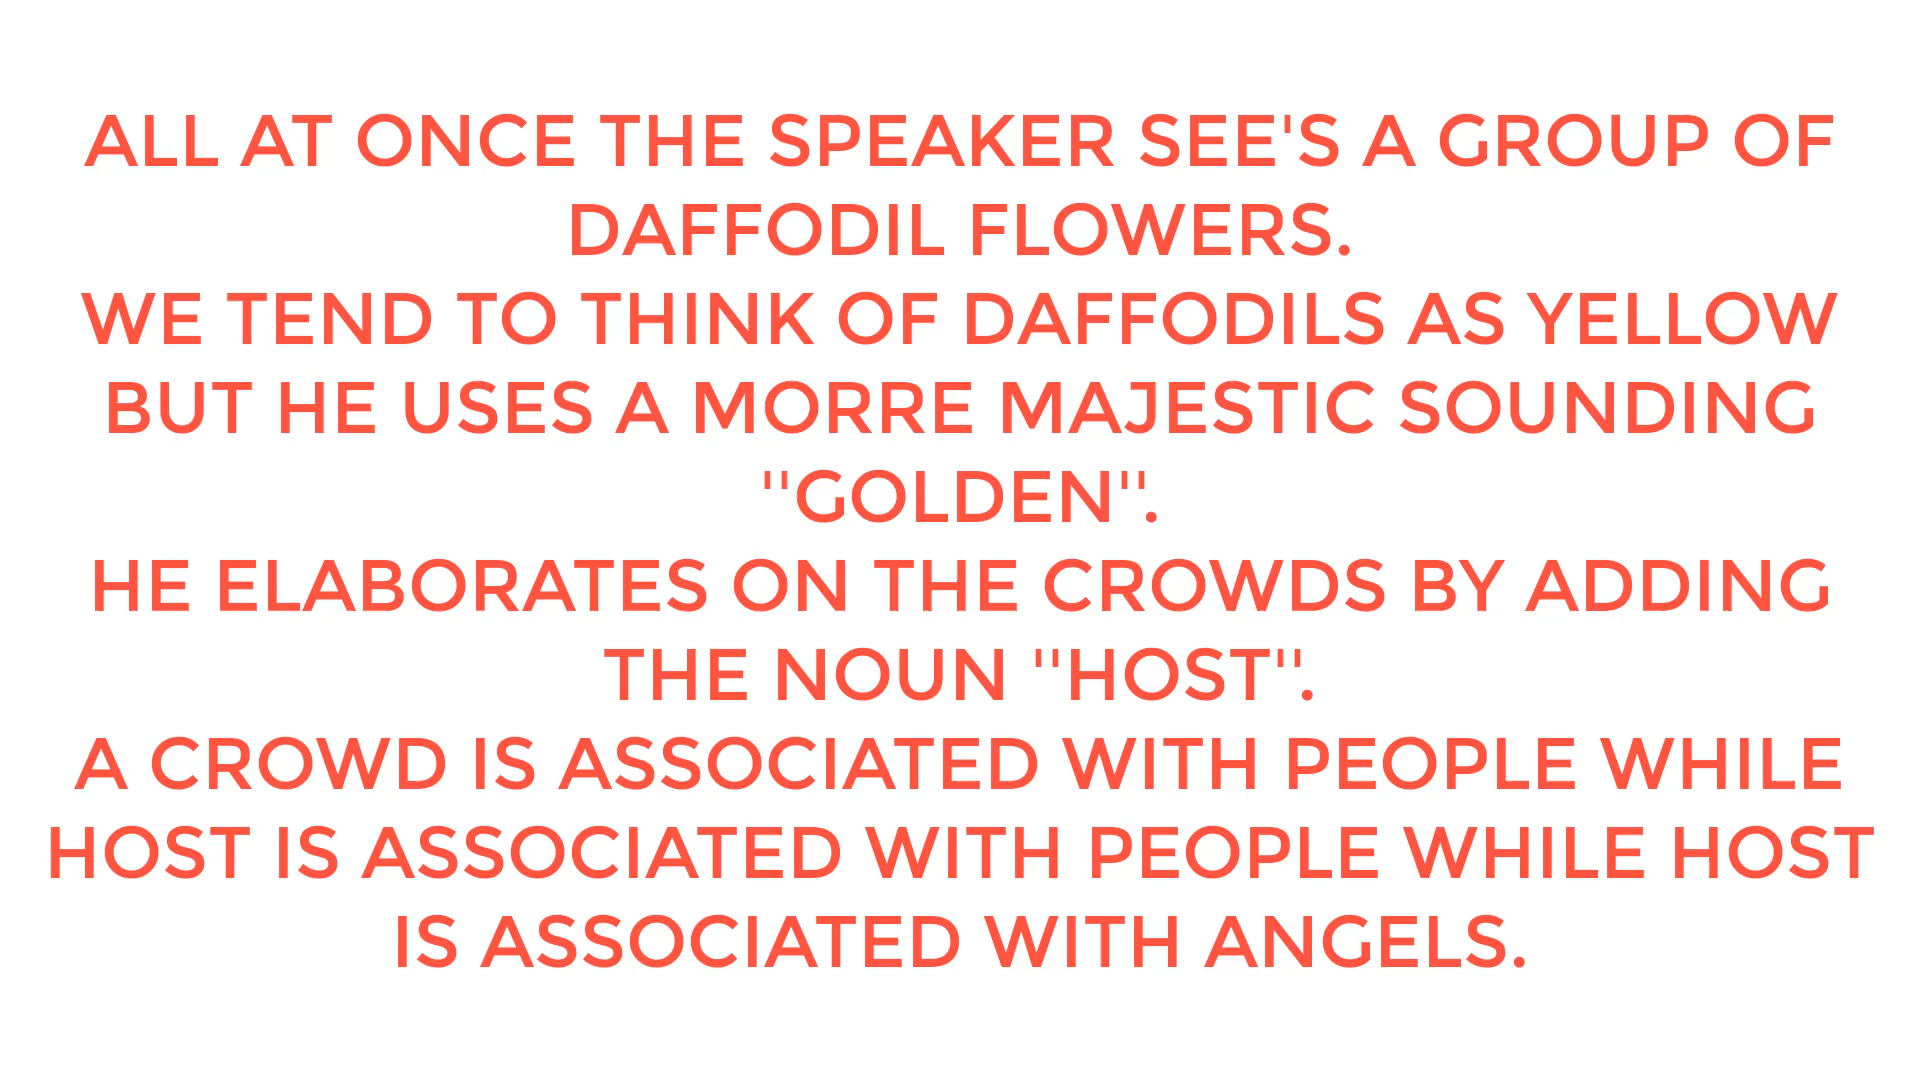 ALL AT ONCE THE SPEAKER SEE'S A GROUP OF
DAFFODIL FLOWERS.
WE TEND TO THINK OF DAFFODILS AS YELLOW
BUT HE USES A MORRE MAJESTIC SOUNDING
''GOLDEN''.
HE ELABORATES ON THE CROWDS BY ADDING
THE NOUN ''HOST''.
A CROWD IS ASSOCIATED WITH PEOPLE WHILE
HOST IS ASSOCIATED WITH PEOPLE WHILE HOST
IS ASSOCIATED WITH ANGELS.